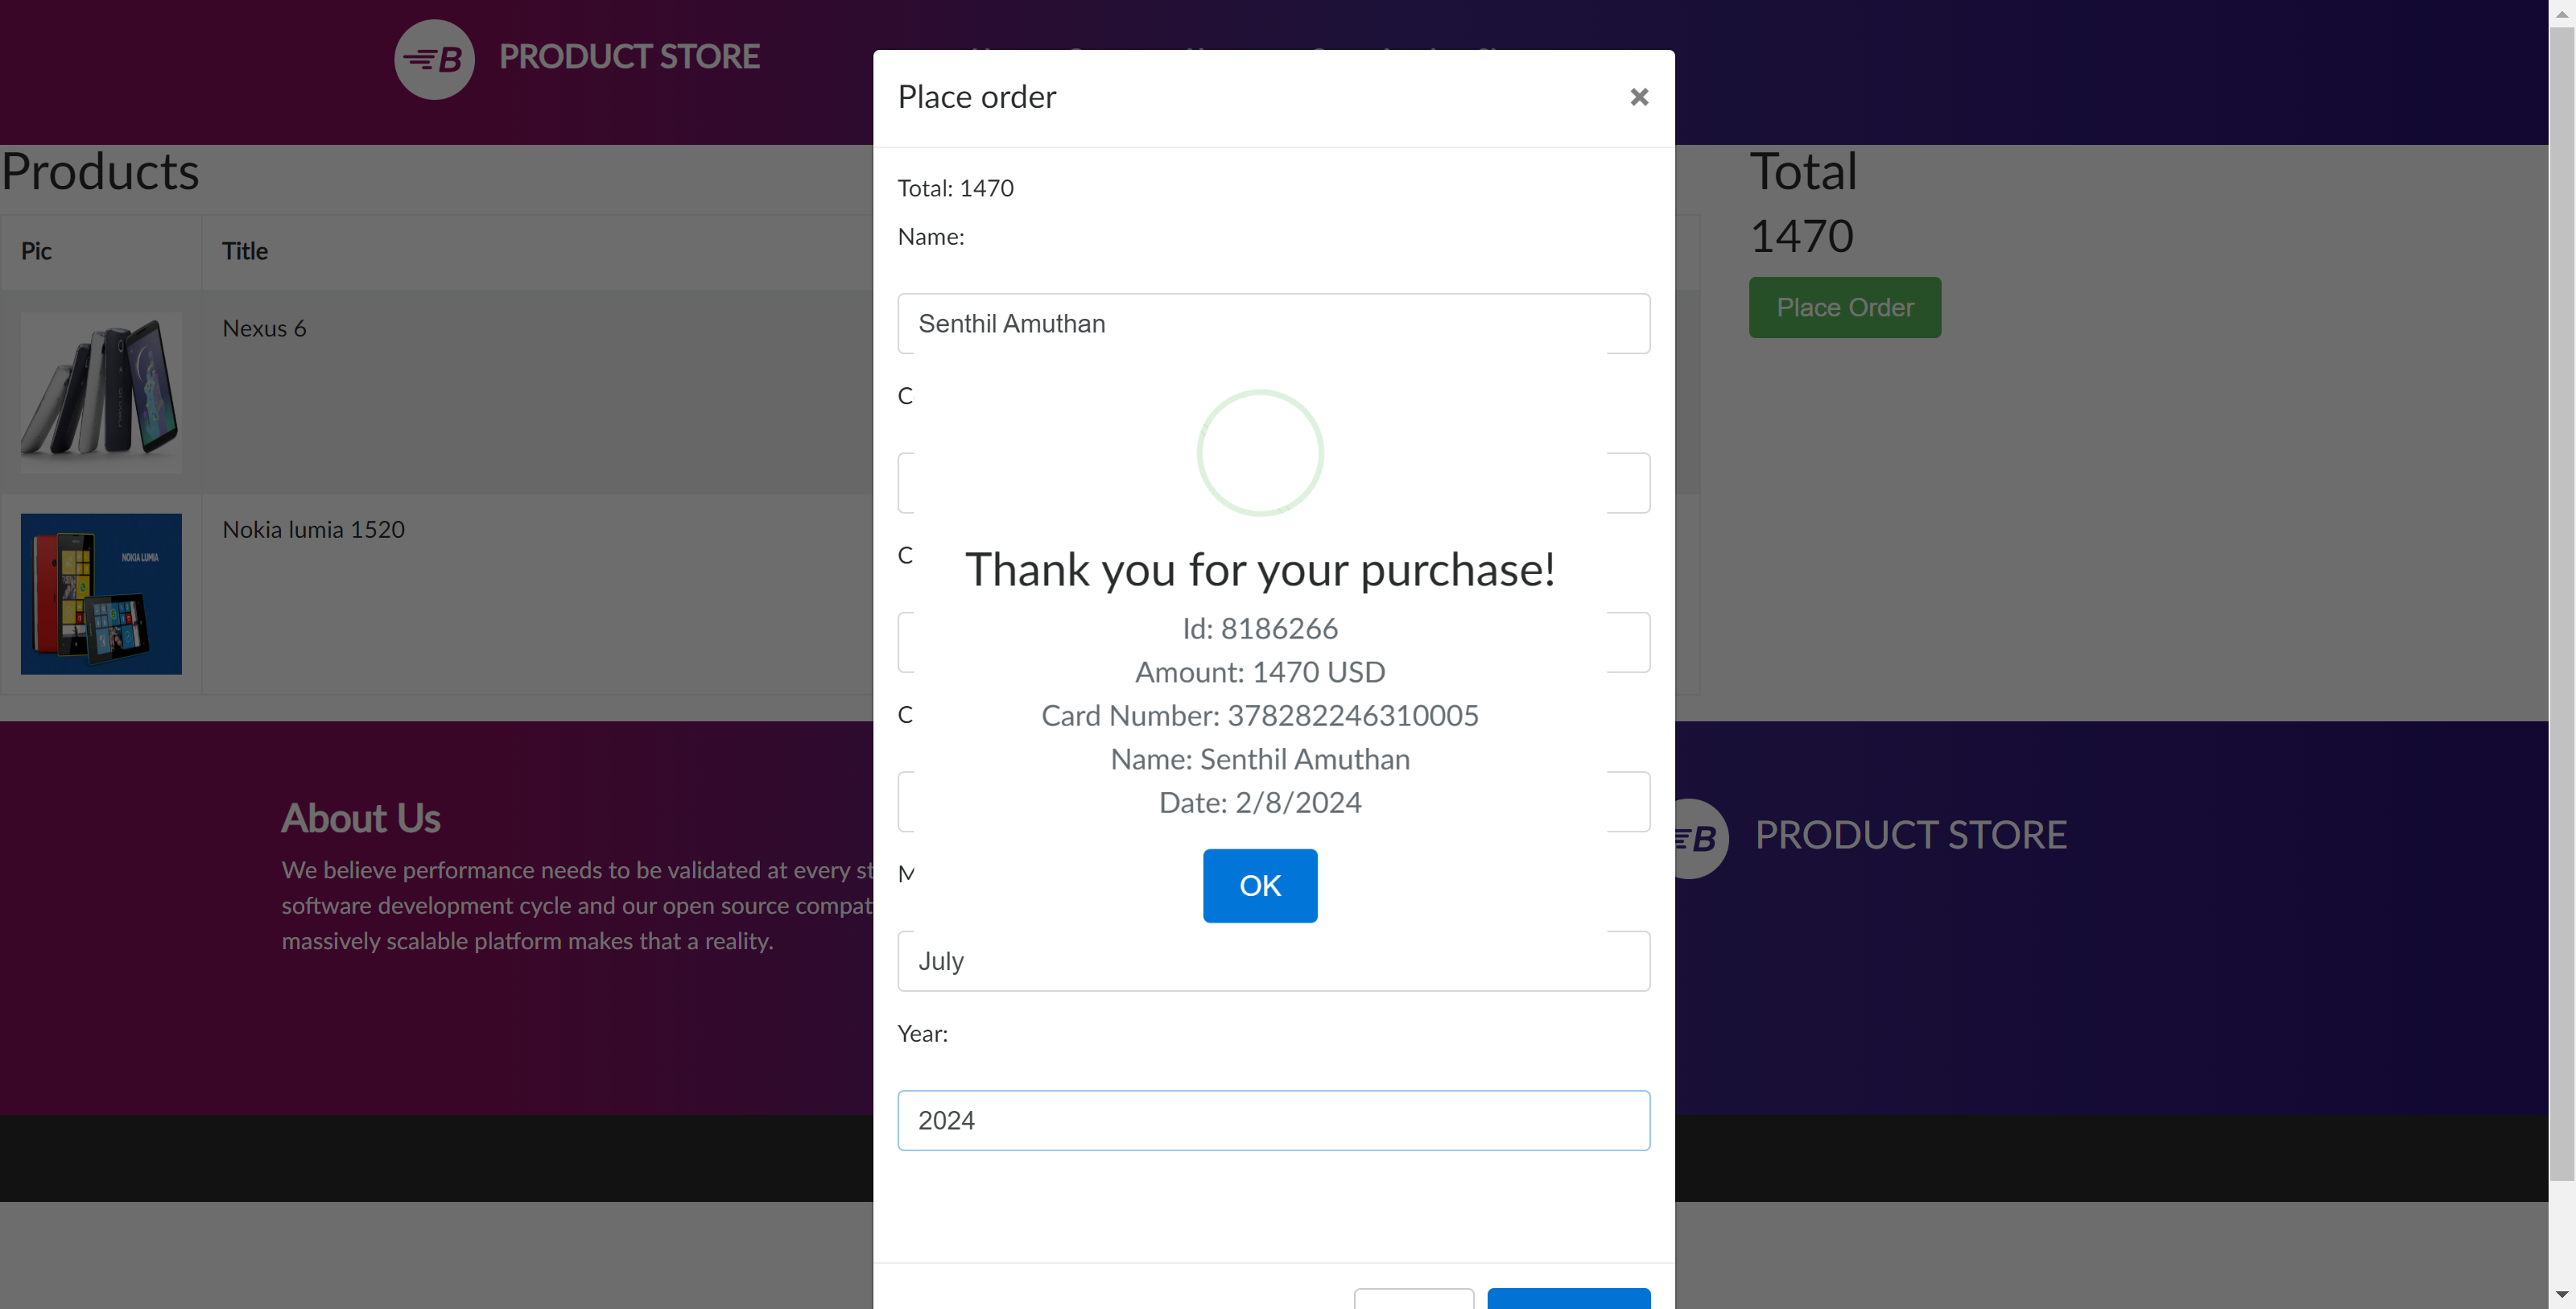 B PRODUCT STORE
Place order
×
Total: 1470
Name:
Senthil Amuthan
C
C
C
M
July
Year:
2024
Thank you for your purchase!
Id: 8186266
Amount: 1470 USD
Card Number: 378282246310005
Name: Senthil Amuthan
Date: 2/8/2024
OK
Products
Pic
Title
Nexus 6
NOKIA LUMIA
Nokia lumia 1520
Total
1470
Place Order
About Us
We believe performance needs to be validated at every st
software development cycle and our open source compat
massively scalable platform makes that a reality.
B PRODUCT STORE